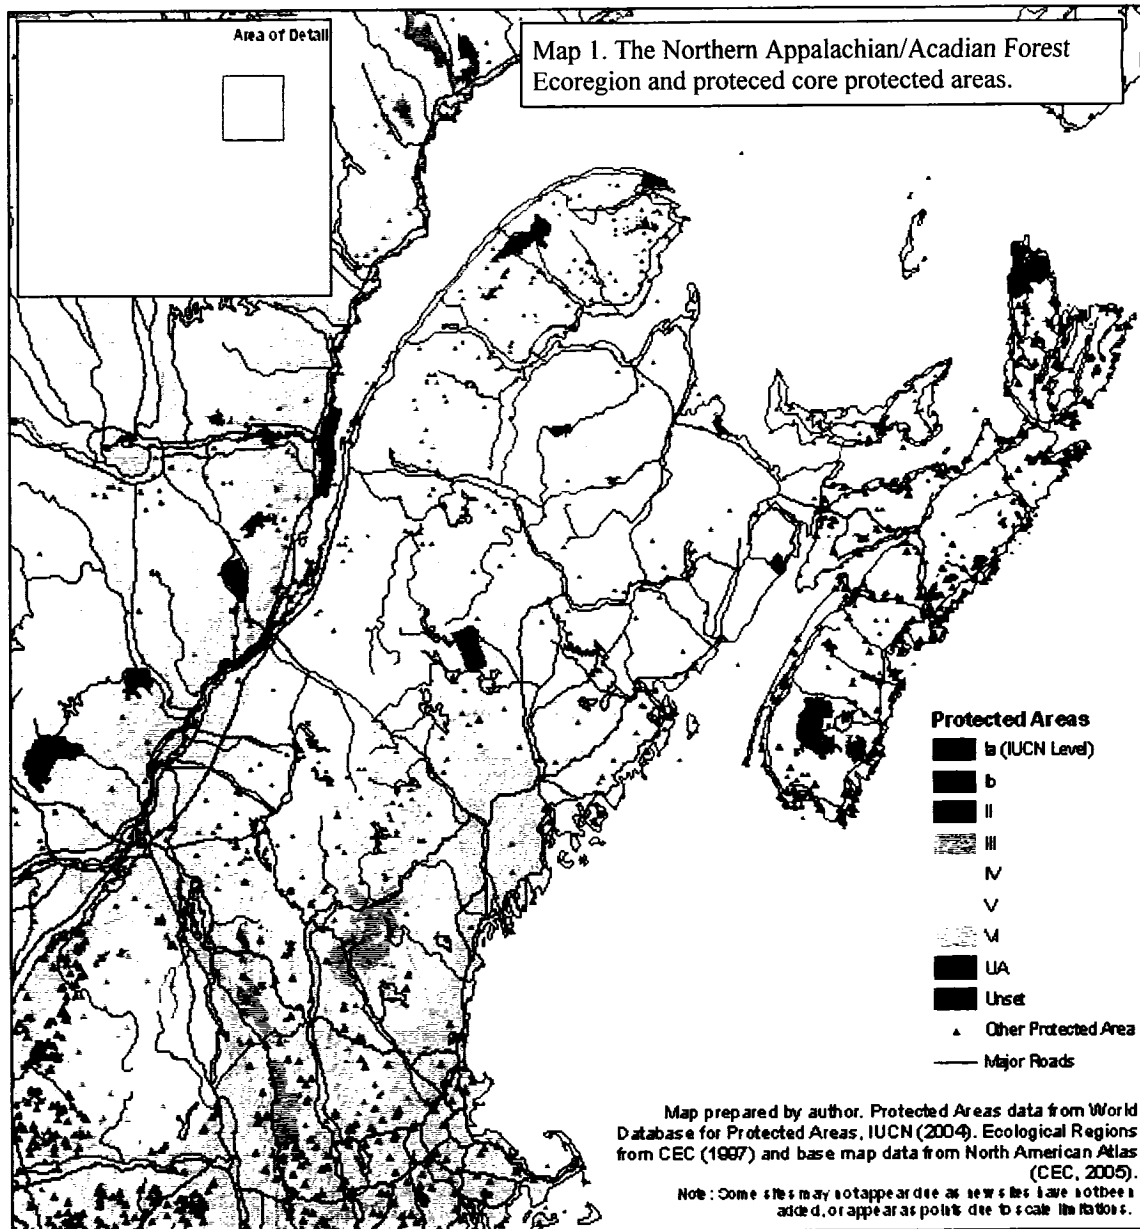 Area of Detail
Map 1. The Northern Appalachian/Acadian Forest
Ecoregion and proteced core protected areas.
Protected Areas
Ia (IUCN Level)
Ib
II
III
IV
V
VI
UA
Unset
Other Protected Area
Major Roads
Map prepared by author. Protected Areas data from World
Database for Protected Areas, IUCN (2004). Ecological Regions
from CEC (1997) and base map data from North American Atlas
(CEC, 2005).
Note: Some sites may not appear due as new sites have not been
added, or appear as points due to scale limitations.